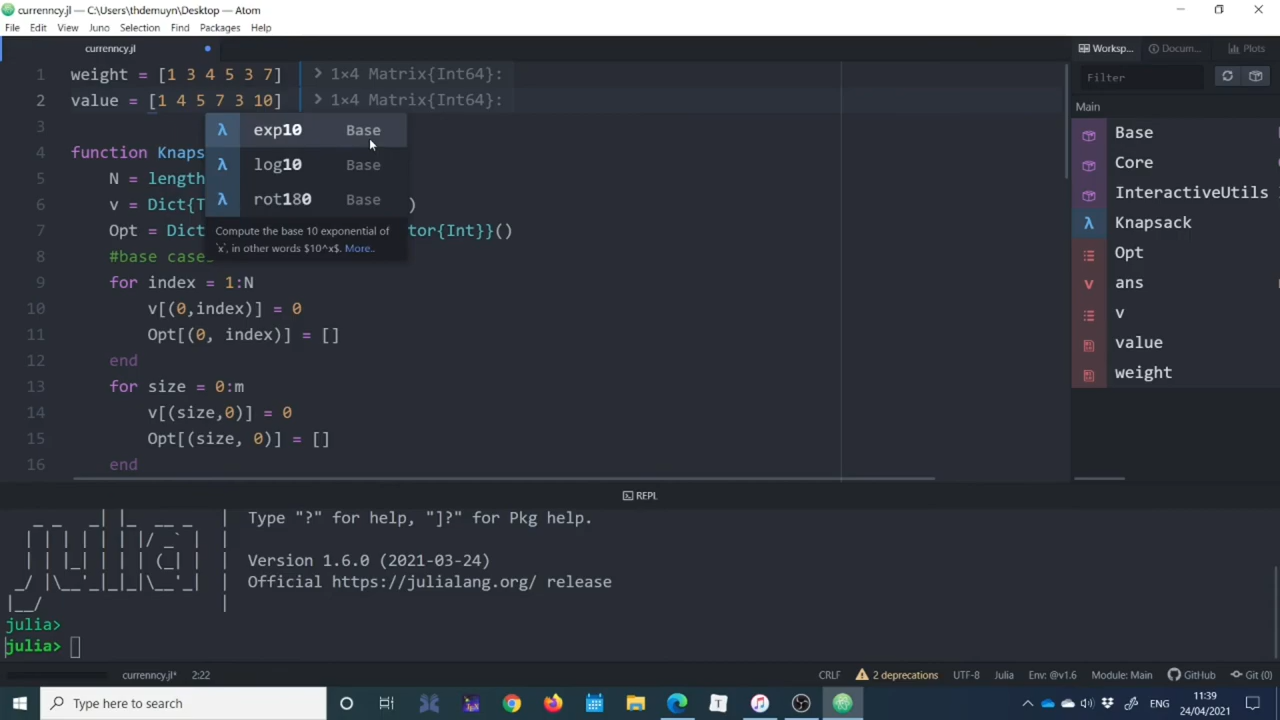 currenncy.jl — C:\Users\thdemuyn\Desktop — Atom
File Edit View Juno Selection Find Packages Help
currenncy.jl
Worksp... Docum... Plots
1 weight = [1 3 4 5 3 7] > 1×4 Matrix{Int64}:
2 value = [1 4 5 7 3 10] > 1×4 Matrix{Int64}:
3
4 function Knaps
5 N = length
6 v = Dict{T )
7 Opt = Dict tor{Int}}()
8 #base cases
9 for index = 1:N
10 v[(0,index)] = 0
11 Opt[(0, index)] = []
12 end
13 for size = 0:m
14 v[(size,0)] = 0
15 Opt[(size, 0)] = []
16 end
λ exp10 Base
λ log10 Base
λ rot180 Base
Compute the base 10 exponential of
`x`, in other words $10^x$. More..
Filter
Main
Base
Core
InteractiveUtils
λ Knapsack
Opt
v ans
v
value
weight
REPL
Type "?" for help, "]?" for Pkg help.
Version 1.6.0 (2021-03-24)
Official https://julialang.org/ release
julia>
julia>
currenncy.jl* 2:22 CRLF 2 deprecations UTF-8 Julia Env: @v1.6 Module: Main GitHub Git (0)
Type here to search
ENG
11:39
24/04/2021